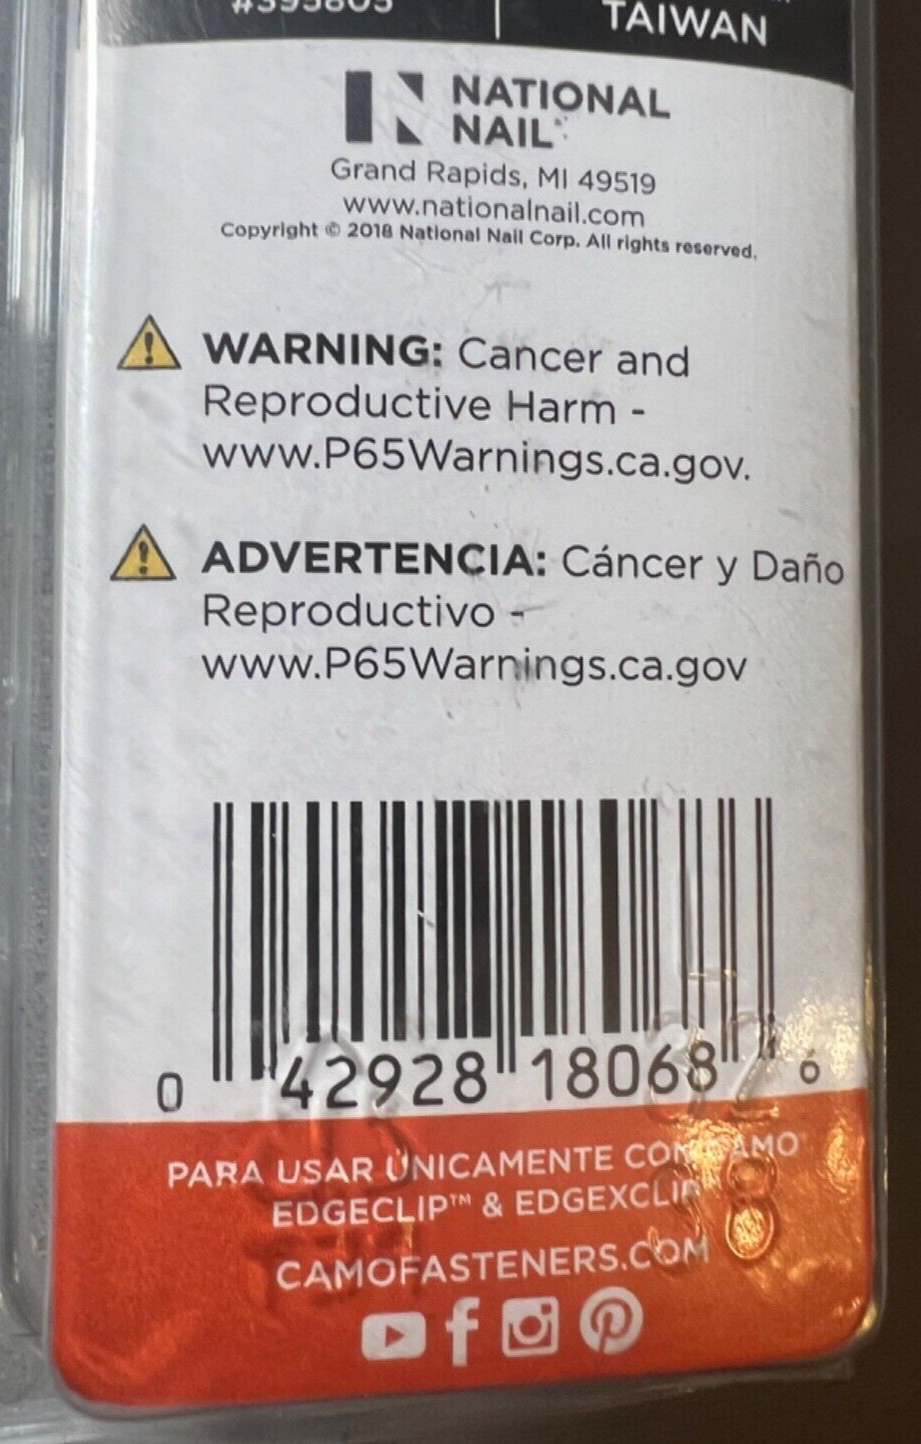 TAIWAN
NATIONAL
NAIL
Grand Rapids, MI 49519
www.nationalnail.com
Copyright © 2018 National Nail Corp. All rights reserved.
WARNING: Cancer and
Reproductive Harm -
www.P65Warnings.ca.gov.
ADVERTENCIA: Cáncer y Daño
Reproductivo -
www.P65Warnings.ca.gov
0 42928 18068 6
PARA USAR ÚNICAMENTE CON CAMO
EDGECLIP™ & EDGEXCLIP
CAMOFASTENERS.COM